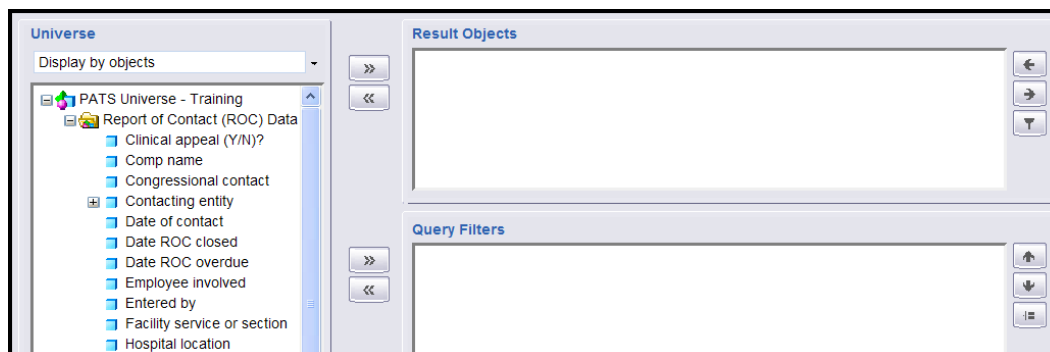 Universe
Display by objects
PATS Universe - Training
Report of Contact (ROC) Data
Clinical appeal (Y/N)?
Comp name
Congressional contact
Contacting entity
Date of contact
Date ROC closed
Date ROC overdue
Employee involved
Entered by
Facility service or section
Hospital location
Result Objects
Query Filters